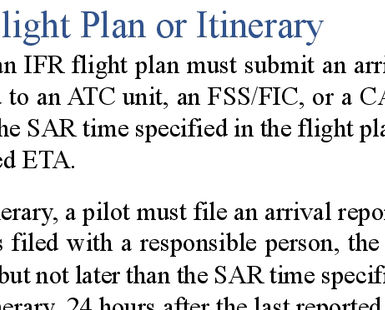 light Plan or Itinerary
an IFR flight plan must submit an arri
to an ATC unit, an FSS/FIC, or a CA
he SAR time specified in the flight pla
ed ETA.
erary, a pilot must file an arrival repor
s filed with a responsible person, the
but not later than the SAR time specifi
nerary, 24 hours after the last reported